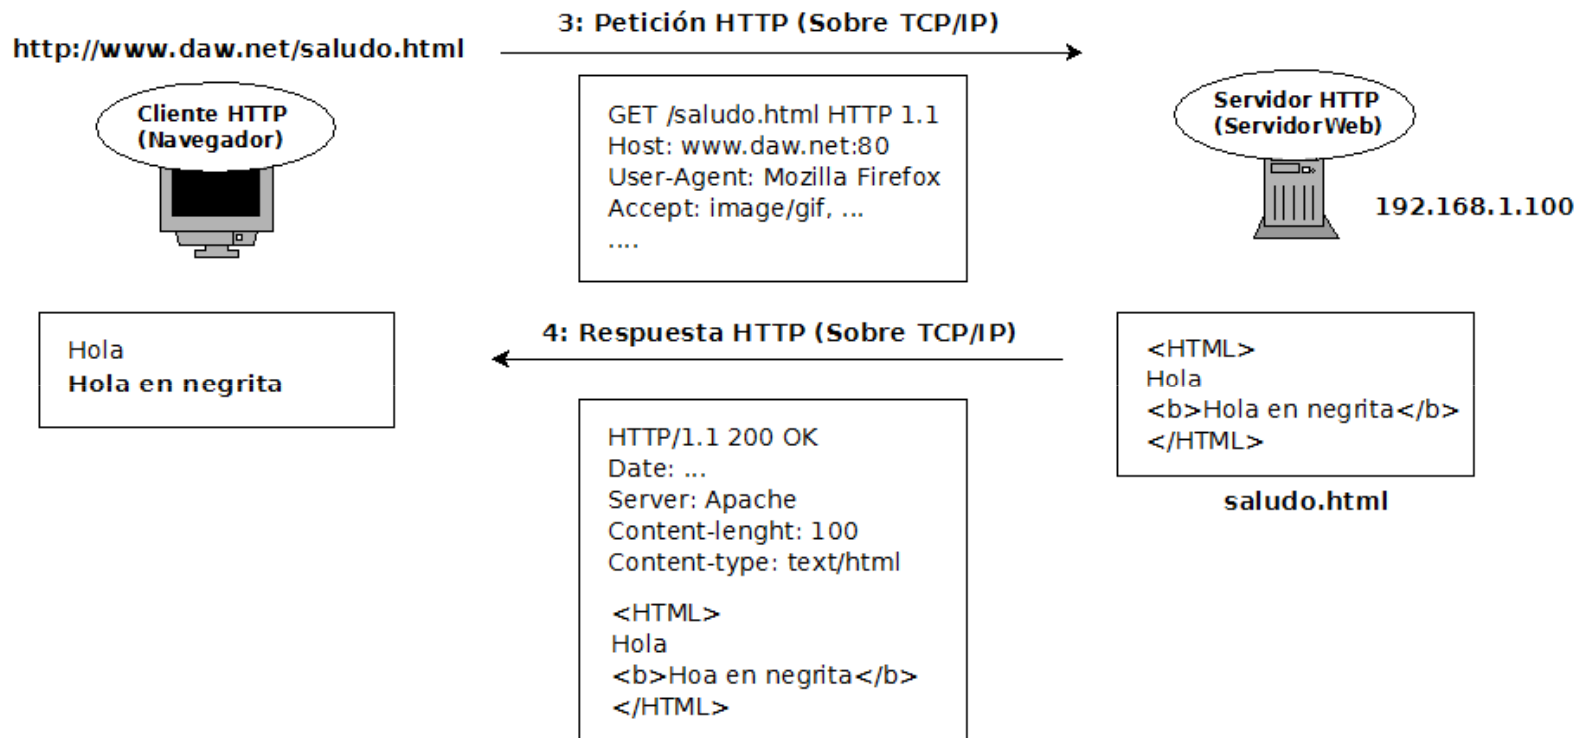 3: Petición HTTP (Sobre TCP/IP)
http://www.daw.net/saludo.html
Cliente HTTP
(Navegador)
GET /saludo.html HTTP 1.1
Host: www.daw.net:80
User-Agent: Mozilla Firefox
Accept: image/gif, ...
....
Servidor HTTP
(ServidorWeb)
192.168.1.100
Hola
Hola en negrita
4: Respuesta HTTP (Sobre TCP/IP)
HTTP/1.1 200 OK
Date: ...
Server: Apache
Content-lenght: 100
Content-type: text/html
<HTML>
Hola
<b>Hoa en negrita</b>
</HTML>
<HTML>
Hola
<b>Hola en negrita</b>
</HTML>
saludo.html